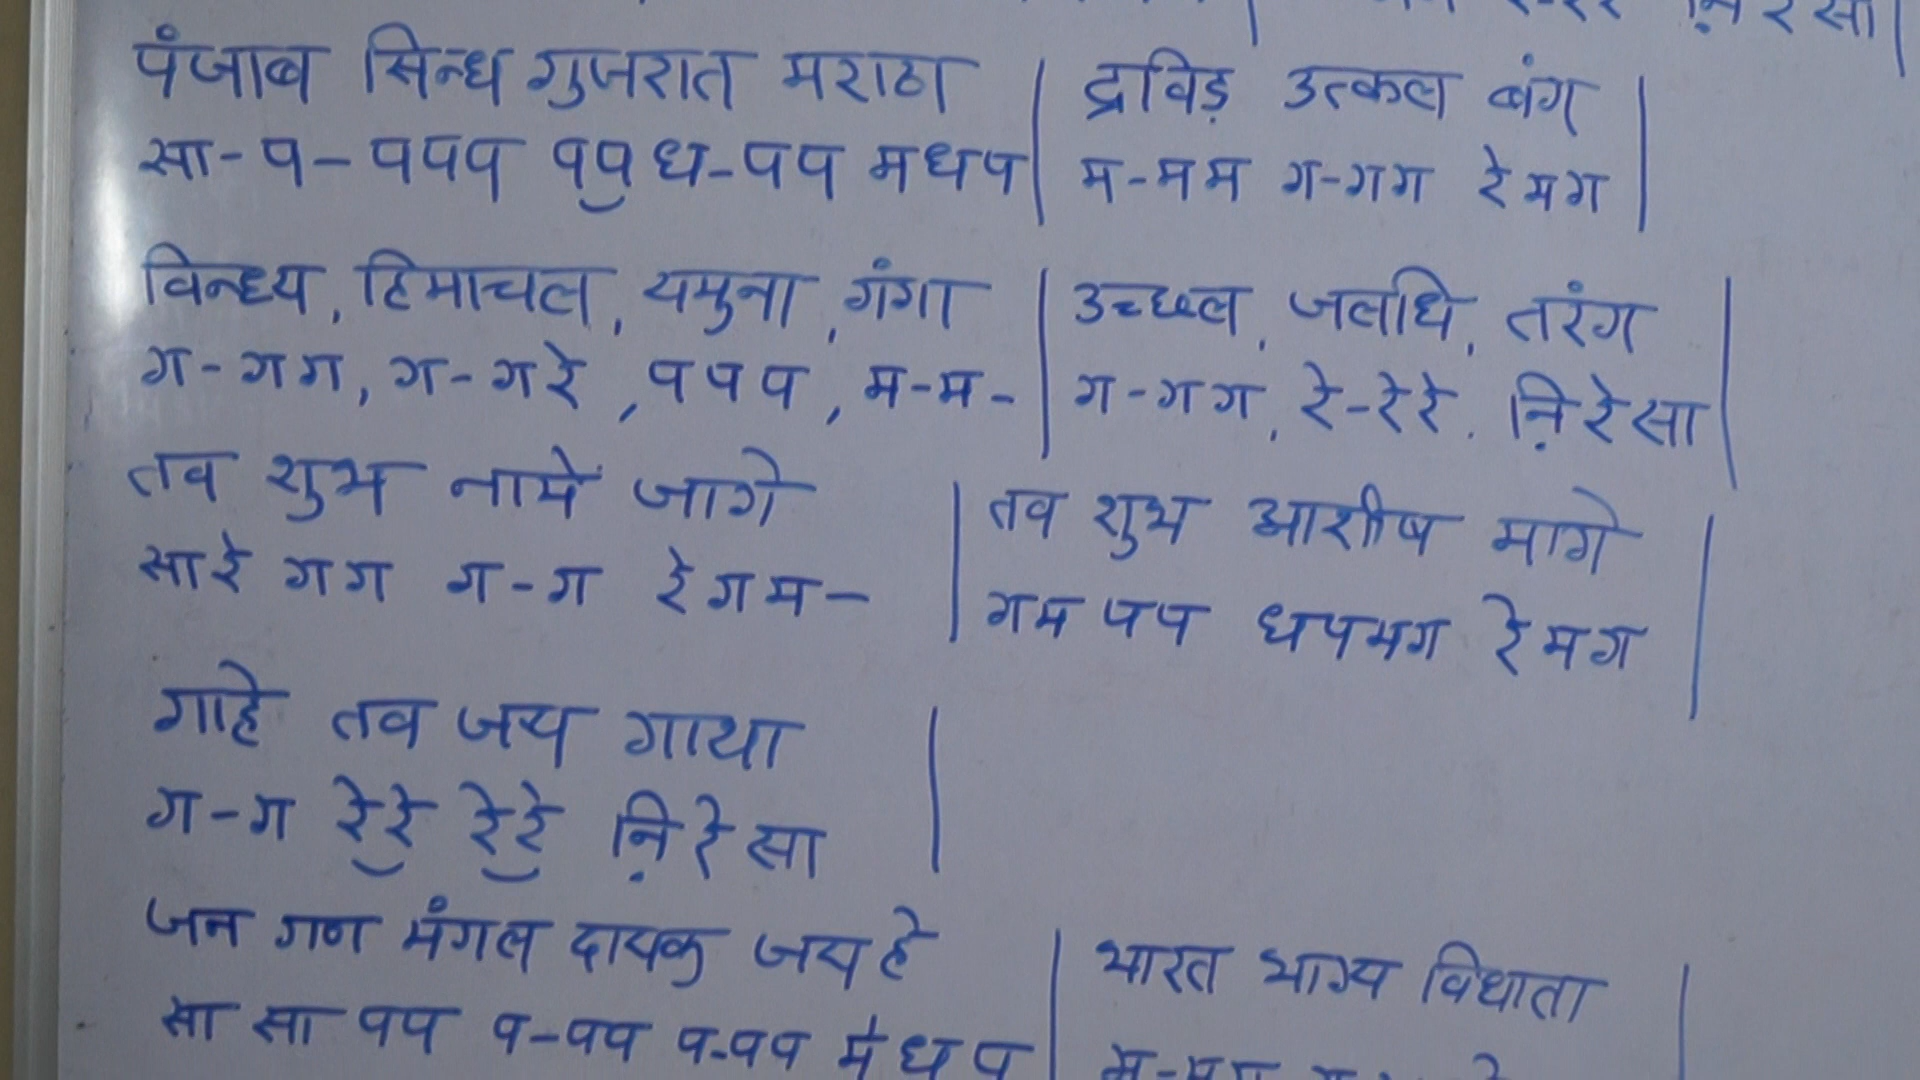 नि़ रे सा |
पंजाब सिन्ध गुजरात मराठा | द्रविड़ उत्कल बंग |
सा-प-पपप पपध-पप मधप | म-मम ग-गग रेमग |
विन्ध्य, हिमाचल, यमुना, गंगा | उच्छल, जलधि, तरंग |
ग-गग, ग-गरे, पपप, म-म- | ग-गग, रे-रेरे, नि़रेसा |
तव शुभ नामे जागे | तव शुभ आशीष मागे |
सारे गग ग-ग रेगम- | गम पप धपमग रेमग |
गाहे तव जय गाथा |
ग-ग रेरे रेरे नि़रेसा |
जन गण मंगल दायक जय हे | भारत भाग्य विधाता |
सा सा पप प-पप प-पप म॑धप |